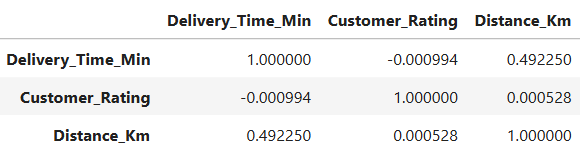 Delivery_Time_Min Customer_Rating Distance_Km
Delivery_Time_Min 1.000000 -0.000994 0.492250
Customer_Rating -0.000994 1.000000 0.000528
Distance_Km 0.492250 0.000528 1.000000